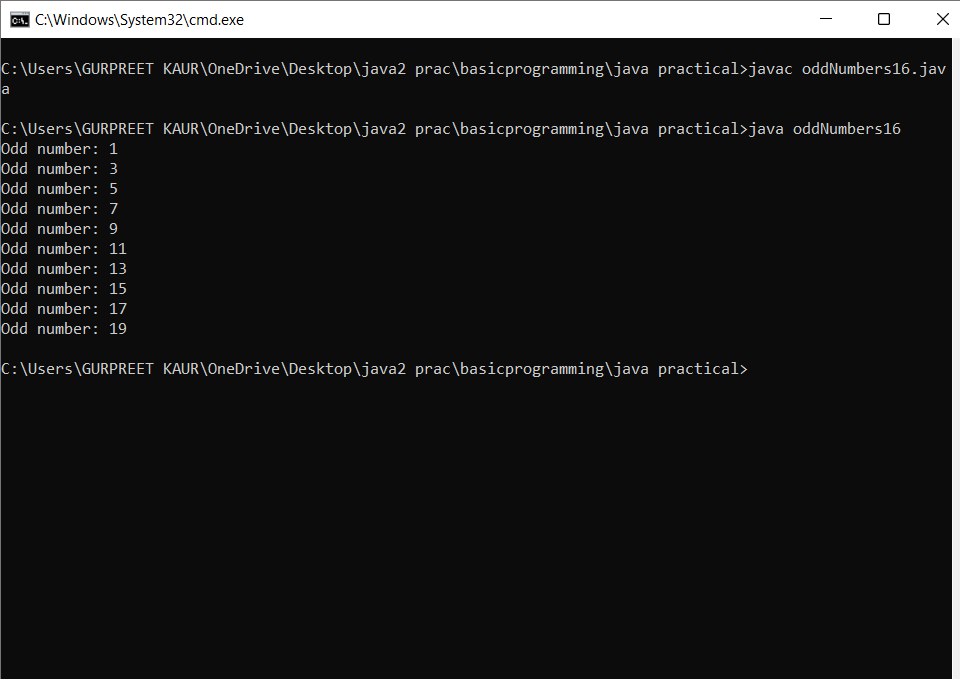 C:\Windows\System32\cmd.exe
C:\Users\GURPREET KAUR\OneDrive\Desktop\java2 prac\basicprogramming\java practical>javac oddNumbers16.jav
a
C:\Users\GURPREET KAUR\OneDrive\Desktop\java2 prac\basicprogramming\java practical>java oddNumbers16
Odd number: 1
Odd number: 3
Odd number: 5
Odd number: 7
Odd number: 9
Odd number: 11
Odd number: 13
Odd number: 15
Odd number: 17
Odd number: 19
C:\Users\GURPREET KAUR\OneDrive\Desktop\java2 prac\basicprogramming\java practical>